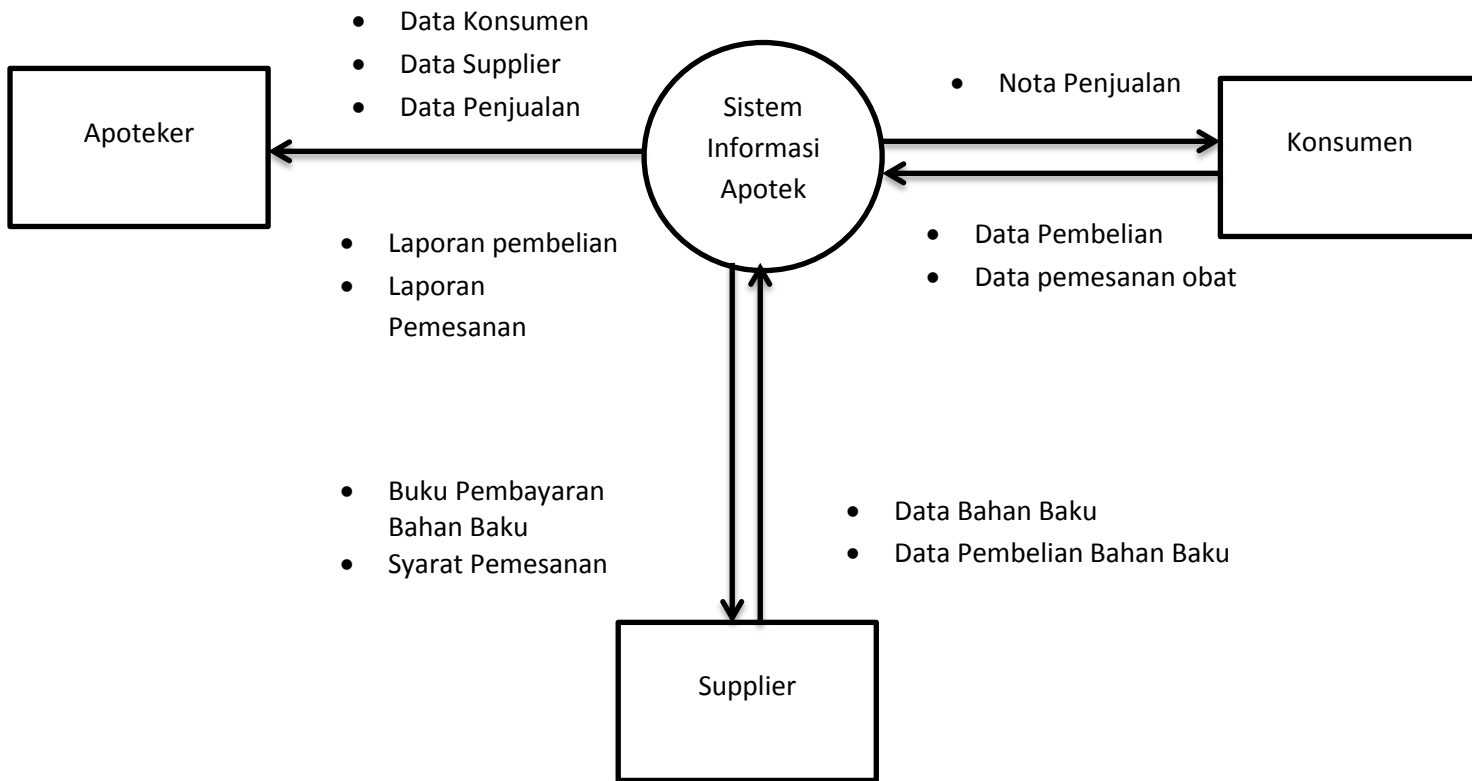 • Data Konsumen
• Data Supplier
• Data Penjualan
Apoteker
Sistem
Informasi
Apotek
• Nota Penjualan
Konsumen
• Laporan pembelian
• Laporan
Pemesanan
• Data Pembelian
• Data pemesanan obat
• Buku Pembayaran
Bahan Baku
• Syarat Pemesanan
• Data Bahan Baku
• Data Pembelian Bahan Baku
Supplier